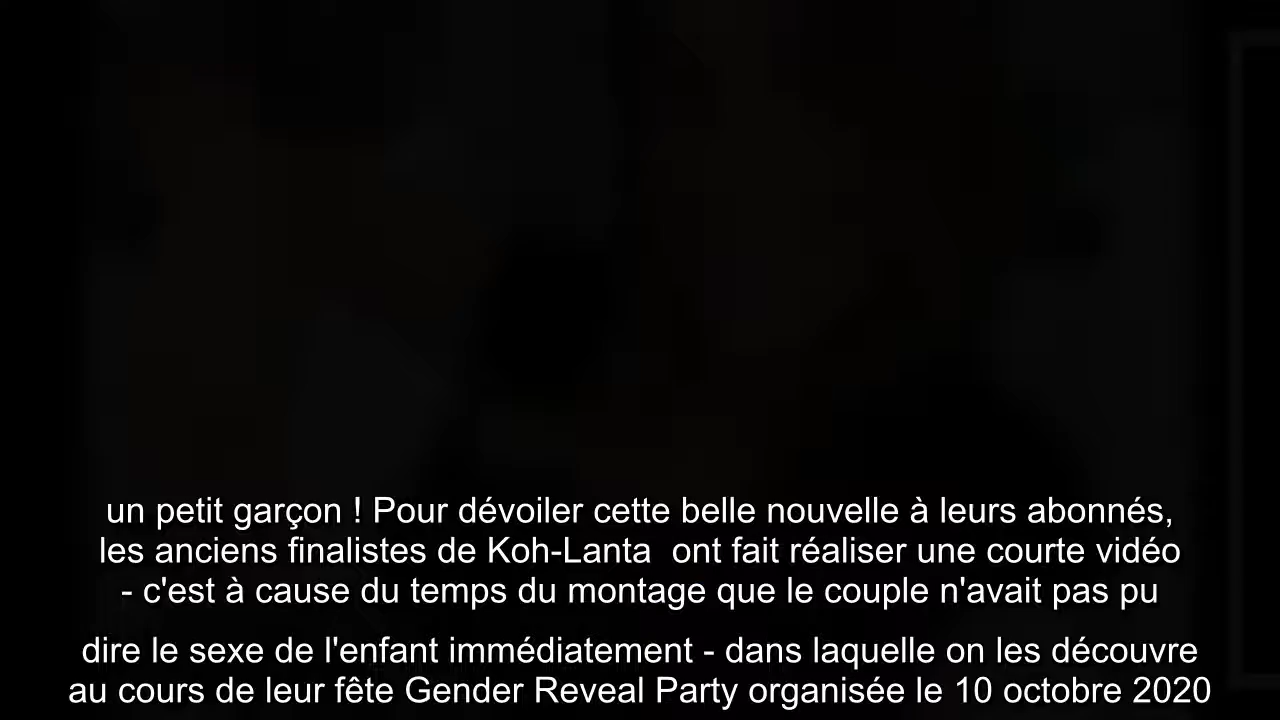 un petit garçon ! Pour dévoiler cette belle nouvelle à leurs abonnés,
les anciens finalistes de Koh-Lanta  ont fait réaliser une courte vidéo
- c'est à cause du temps du montage que le couple n'avait pas pu
dire le sexe de l'enfant immédiatement - dans laquelle on les découvre
au cours de leur fête Gender Reveal Party organisée le 10 octobre 2020